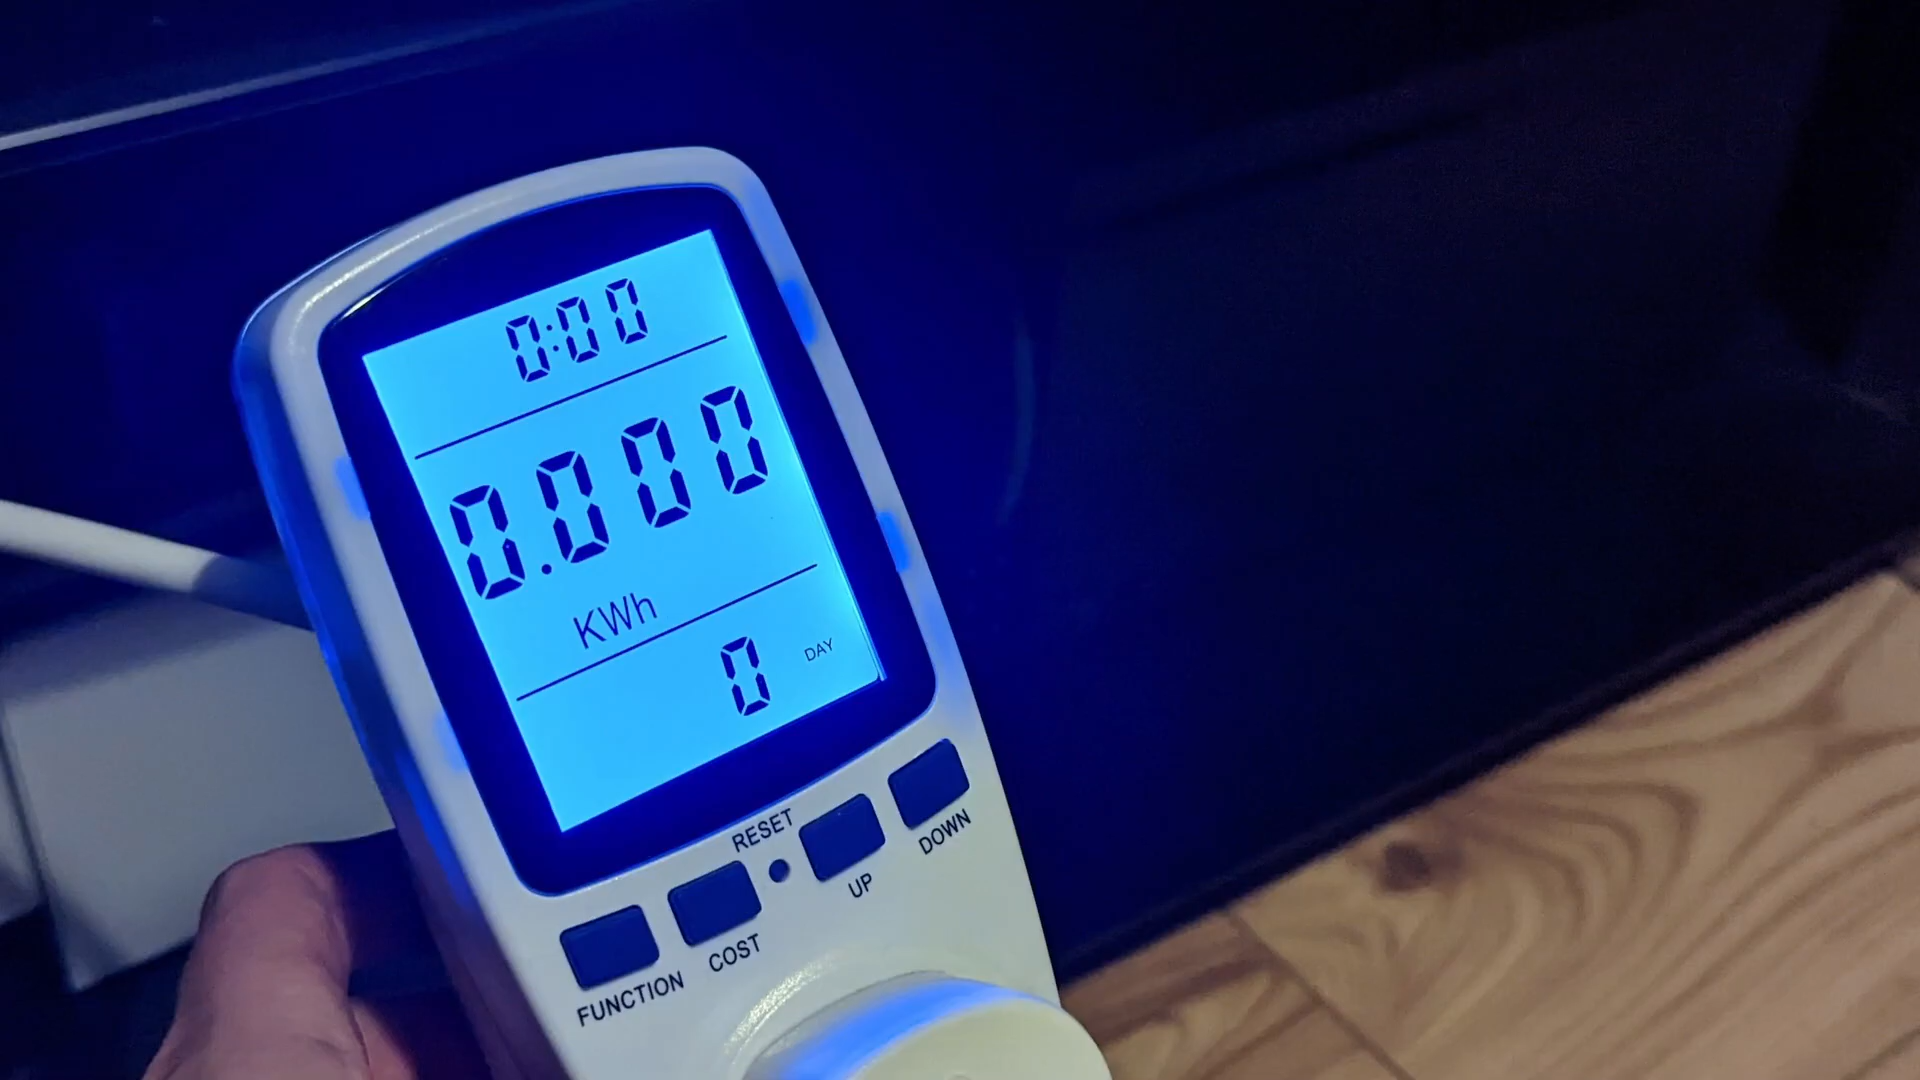 0:00
0.000
KWh
0 DAY
RESET
FUNCTION COST UP DOWN